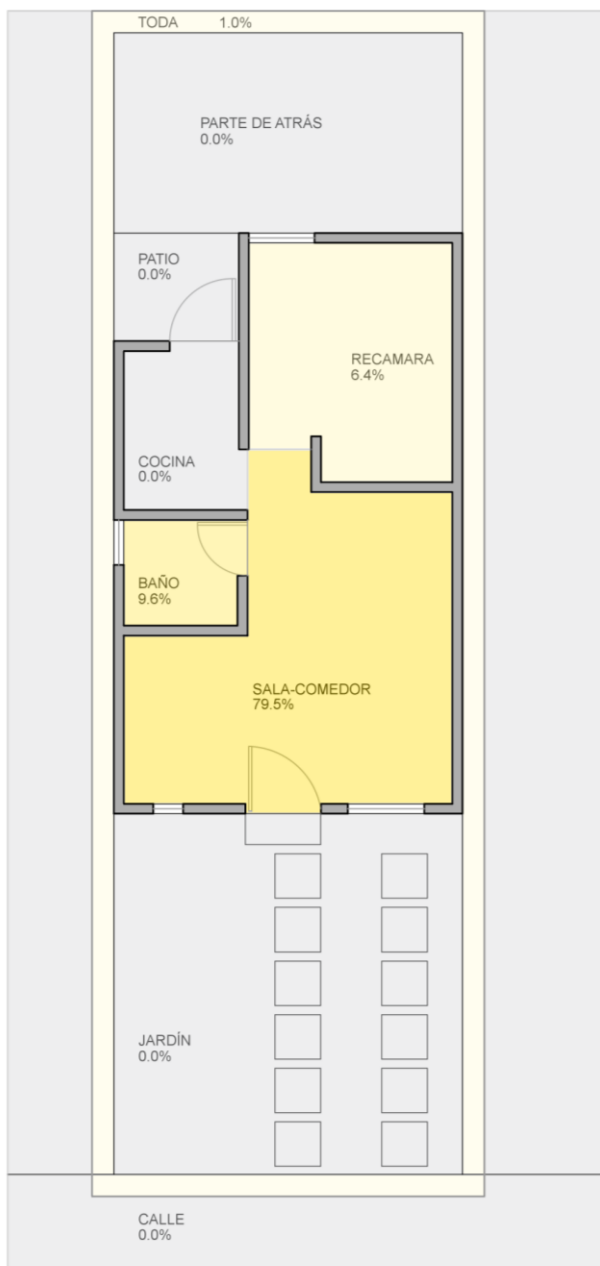 TODA 1.0%
PARTE DE ATRÁS
0.0%
PATIO
0.0%
RECAMARA
6.4%
COCINA
0.0%
BAÑO
9.6%
SALA-COMEDOR
79.5%
JARDÍN
0.0%
CALLE
0.0%